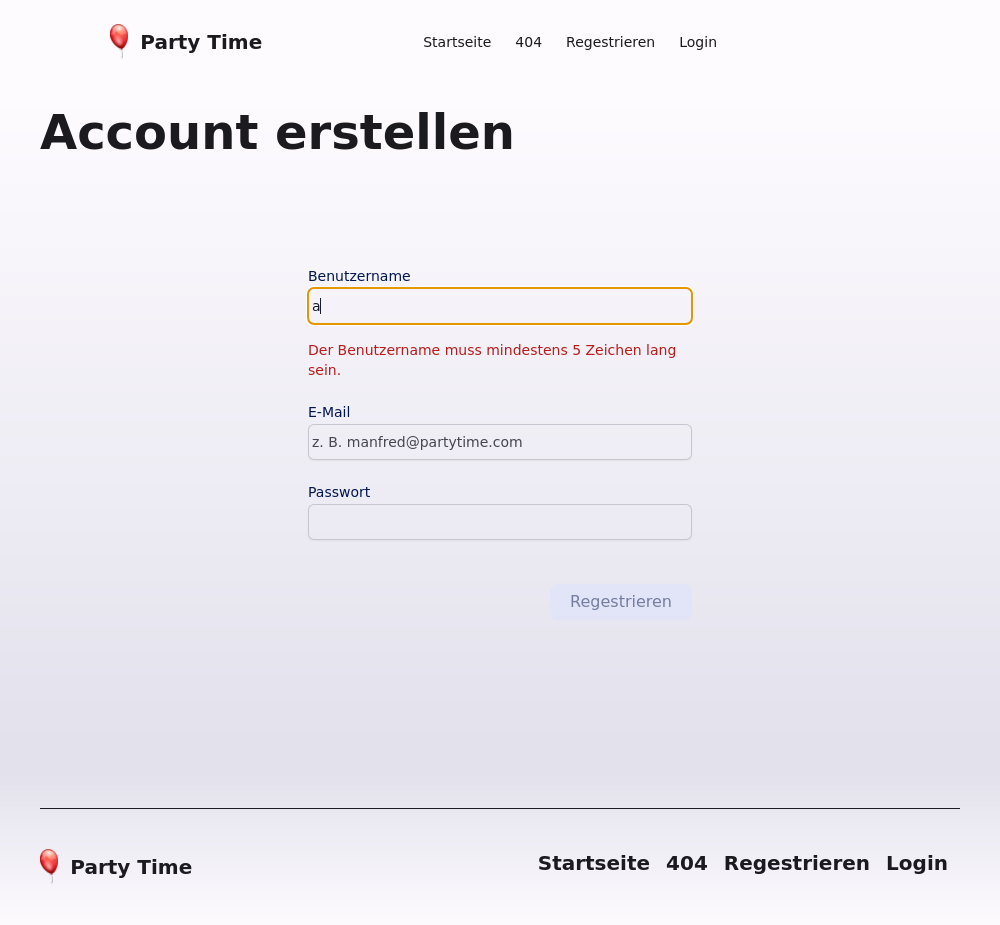 Party Time
Startseite 404 Regestrieren Login
Account erstellen
Benutzername
a
Der Benutzername muss mindestens 5 Zeichen lang
sein.
E-Mail
z. B. manfred@partytime.com
Passwort
Regestrieren
Party Time
Startseite 404 Regestrieren Login